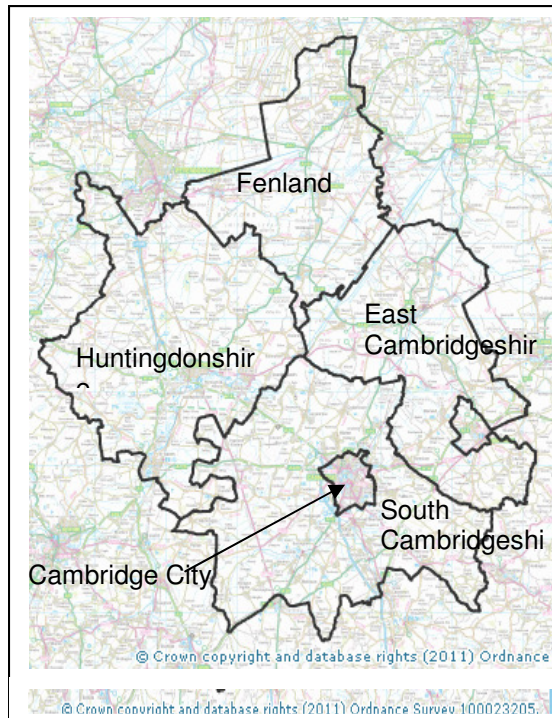 Fenland
East
Cambridgeshir
Huntingdonshir
South
Cambridgeshi
Cambridge City
© Crown copyright and database rights (2011) Ordnance
© Crown copyright and database rights (2011) Ordnance Survey 100023205.